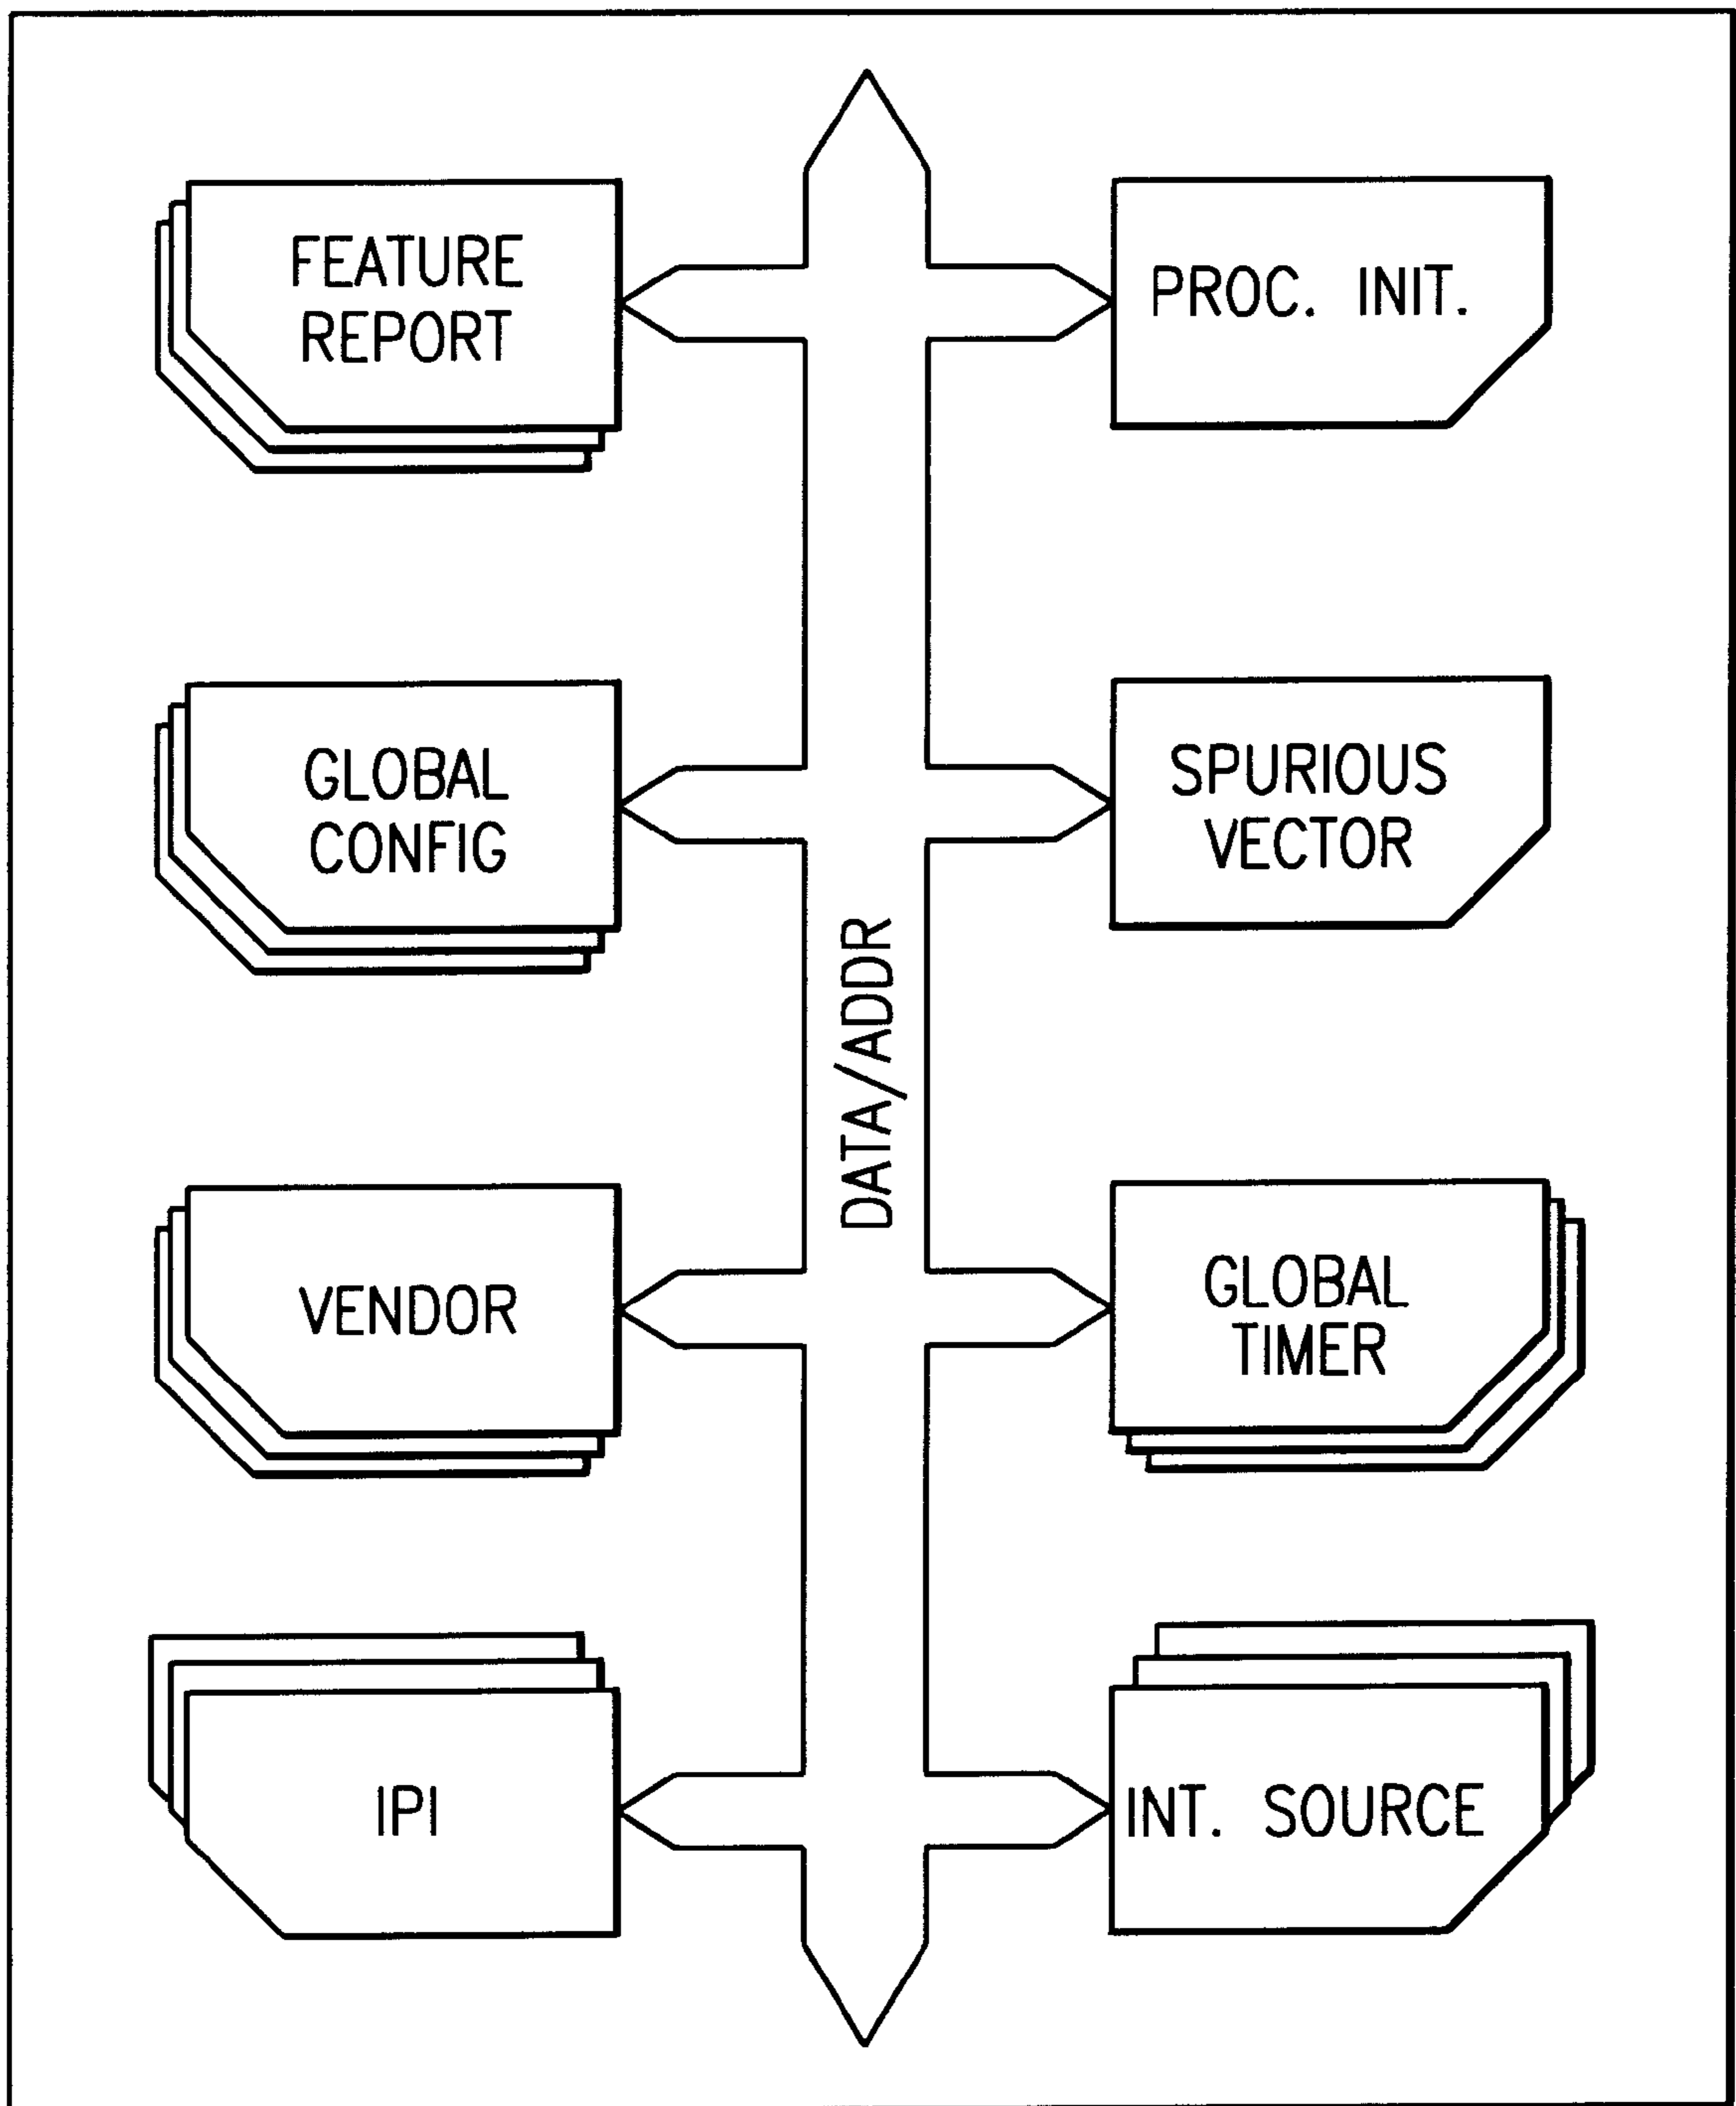 FEATURE
REPORT
PROC. INIT.
GLOBAL
CONFIG
SPURIOUS
VECTOR
DATA/ADDR
VENDOR
GLOBAL
TIMER
IPI
INT. SOURCE